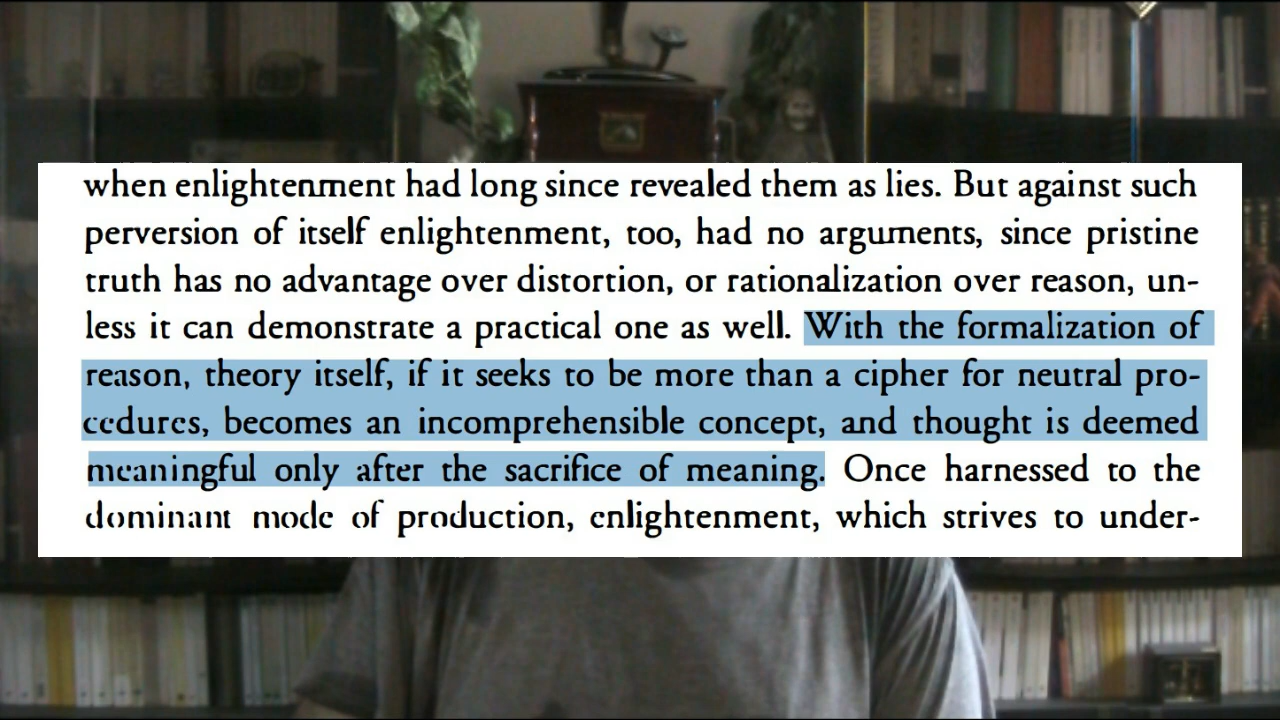 when enlightenment had long since revealed them as lies. But against such
perversion of itself enlightenment, too, had no arguments, since pristine
truth has no advantage over distortion, or rationalization over reason, un-
less it can demonstrate a practical one as well. With the formalization of
reason, theory itself, if it seeks to be more than a cipher for neutral pro-
cedures, becomes an incomprehensible concept, and thought is deemed
meaningful only after the sacrifice of meaning. Once harnessed to the
dominant mode of production, enlightenment, which strives to under-